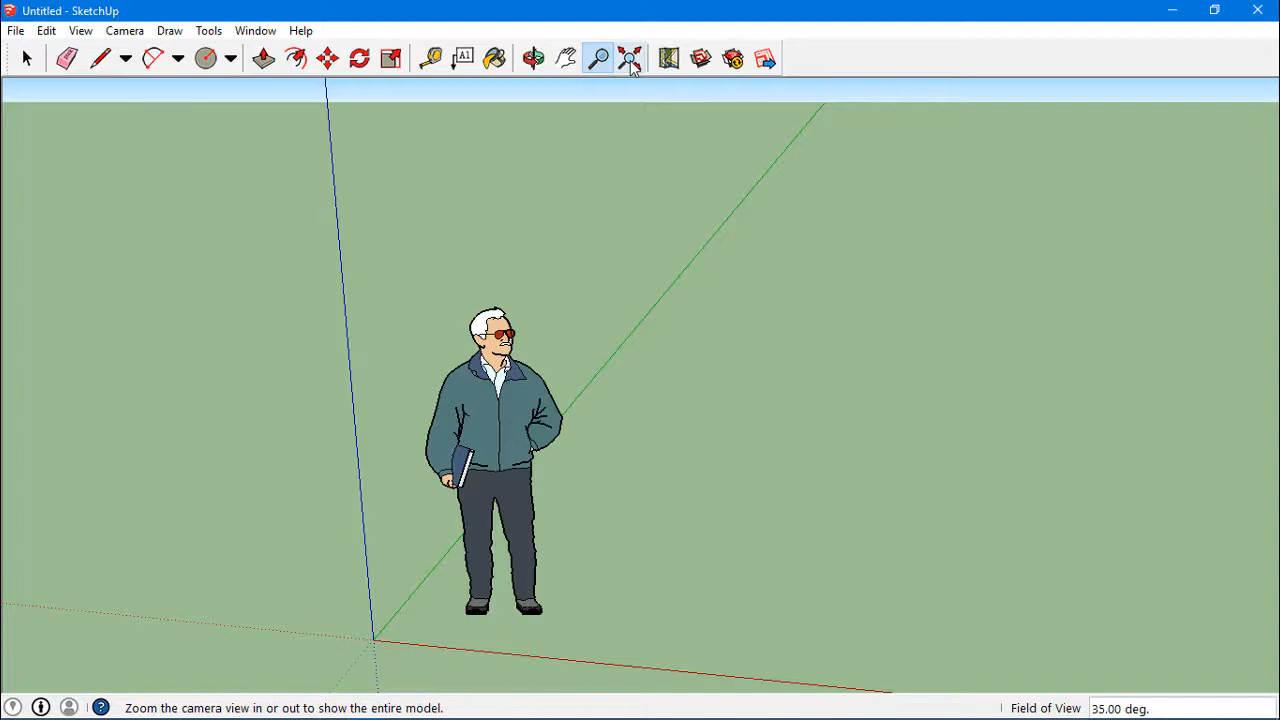 Untitled - SketchUp
File Edit View Camera Draw Tools Window Help
A1
Zoom the camera view in or out to show the entire model. Field of View 35.00 deg.